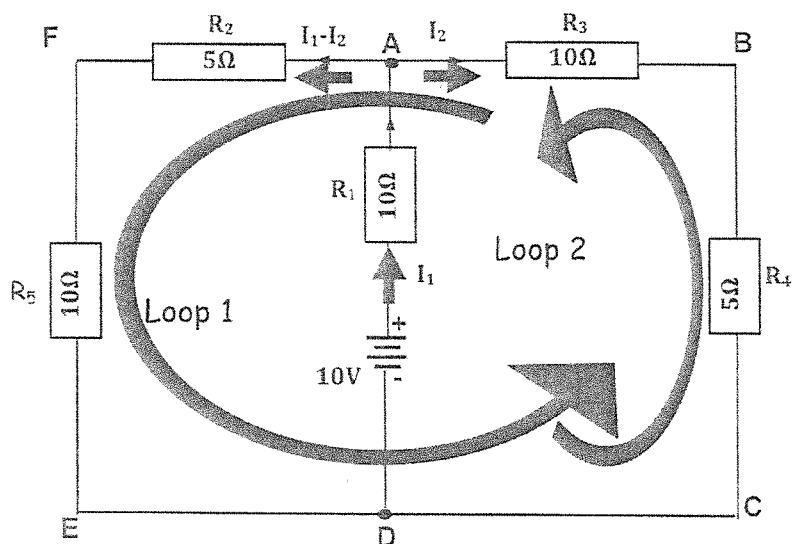 F
R₂
5Ω
I₁-I₂
A
I₂
R₃
10Ω
B
R₁
10Ω
I₁
Loop 2
R₅
10Ω
Loop 1
R₄
5Ω
+
10V
-
E
D
C